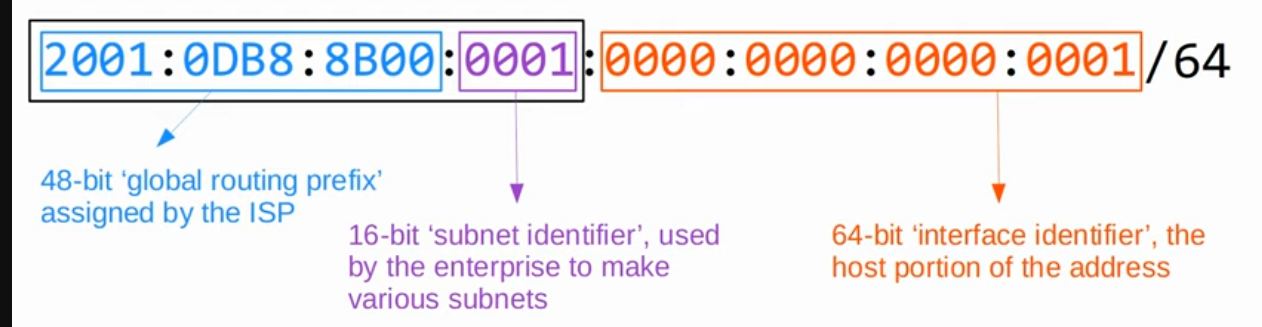 2001:0DB8:8B00:0001:0000:0000:0000:0001/64
48-bit ‘global routing prefix’
assigned by the ISP
16-bit ‘subnet identifier’, used
by the enterprise to make
various subnets
64-bit ‘interface identifier’, the
host portion of the address